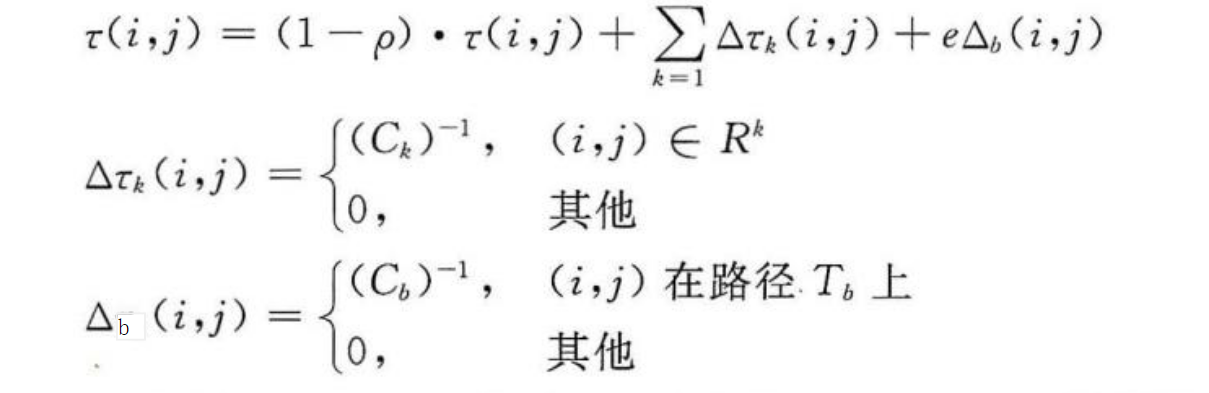 τ(i,j) = (1-ρ) • τ(i,j) + ∑_{k=1} Δτ_k(i,j) + eΔ_b(i,j)
Δτ_k(i,j) = { (C_k)^{-1}, (i,j) ∈ R^k
0, 其他
Δ_b(i,j) = { (C_b)^{-1}, (i,j) 在路径 T_b 上
0, 其他